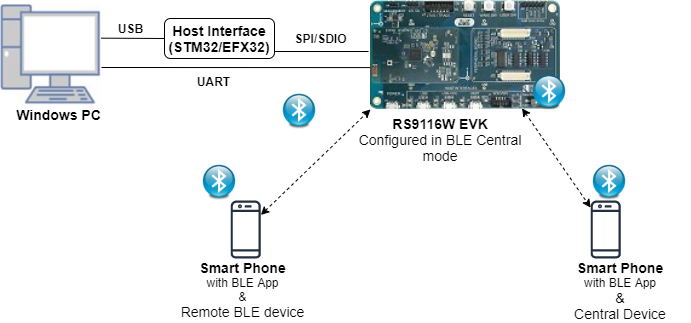 USB
Host Interface
(STM32/EFX32)
SPI/SDIO
UART
Windows PC
RS9116W EVK
Configured in BLE Central
mode
Smart Phone
with BLE App
&
Remote BLE device
Smart Phone
with BLE App
&
Central Device